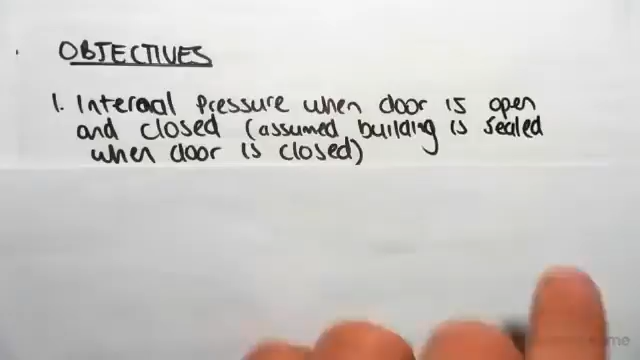 OBJECTIVES
1. Internal Pressure when door is open
and closed (assumed building is sealed
when door is closed)